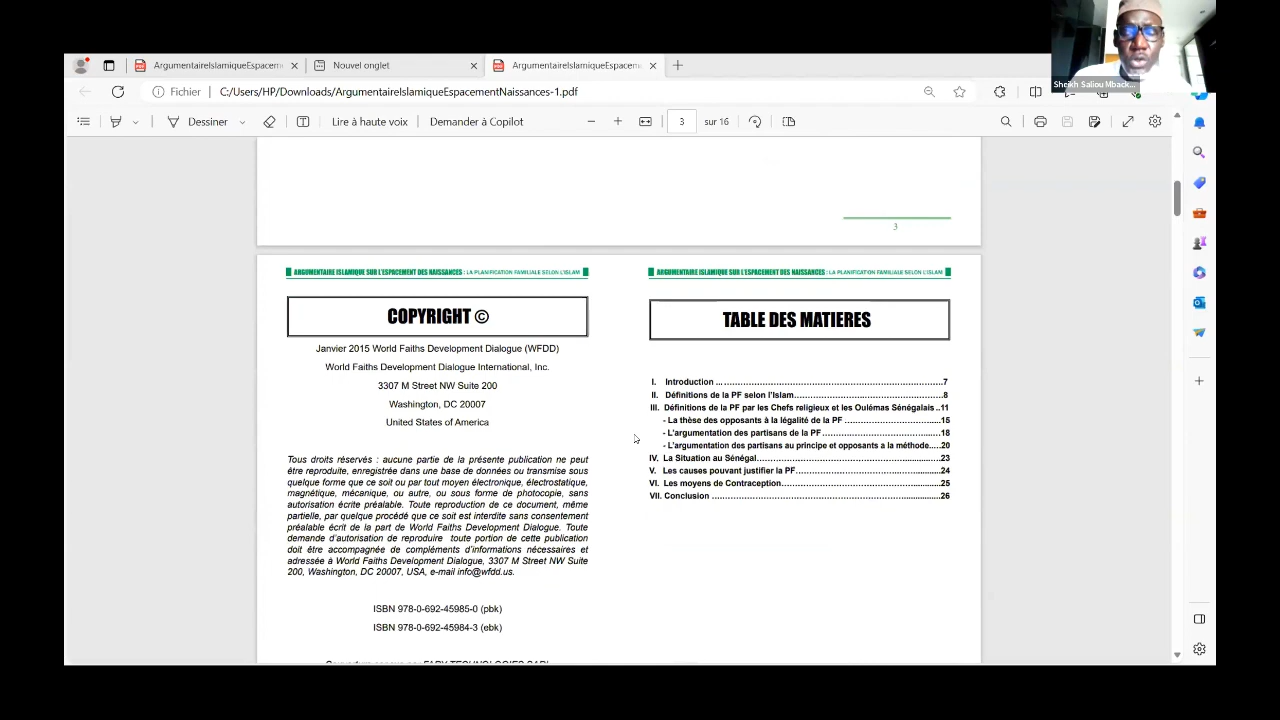 ArgumentaireIslamiqueEspacem
Nouvel onglet
ArgumentaireIslamiqueEspacem
Fichier
C:/Users/HP/Downloads/ArgumentaireIslamiqueEspacementNaissances-1.pdf
Sheikh Saliou Mback...
Dessiner
Lire à haute voix
Demander à Copilot
3 sur 16
3
ARGUMENTAIRE ISLAMIQUE SUR L'ESPACEMENT DES NAISSANCES : LA PLANIFICATION FAMILIALE SELON L'ISLAM
COPYRIGHT ©
Janvier 2015 World Faiths Development Dialogue (WFDD)
World Faiths Development Dialogue International, Inc.
3307 M Street NW Suite 200
Washington, DC 20007
United States of America
Tous droits réservés : aucune partie de la présente publication ne peut
être reproduite, enregistrée dans une base de données ou transmise sous
quelque forme que ce soit ou par tout moyen électronique, électrostatique,
magnétique, mécanique, ou autre, ou sous forme de photocopie, sans
autorisation écrite préalable. Toute reproduction de ce document, même
partielle, par quelque procédé que ce soit est interdite sans consentement
préalable écrit de la part de World Faiths Development Dialogue. Toute
demande d'autorisation de reproduire toute portion de cette publication
doit être accompagnée de compléments d'informations nécessaires et
adressée à World Faiths Development Dialogue, 3307 M Street NW Suite
200, Washington, DC 20007, USA, e-mail info@wfdd.us.
ISBN 978-0-692-45985-0 (pbk)
ISBN 978-0-692-45984-3 (ebk)
ARGUMENTAIRE ISLAMIQUE SUR L'ESPACEMENT DES NAISSANCES : LA PLANIFICATION FAMILIALE SELON L'ISLAM
TABLE DES MATIERES
I. Introduction ...........................................................7
II. Définitions de la PF selon l'Islam.......................................8
III. Définitions de la PF par les Chefs religieux et les Oulémas Sénégalais ..11
- La thèse des opposants à la légalité de la PF ..........................15
- L'argumentation des partisans de la PF .................................18
- L'argumentation des partisans au principe et opposants a la méthode.....20
IV. La Situation au Sénégal..................................................23
V. Les causes pouvant justifier la PF........................................24
VI. Les moyens de Contraception..............................................25
VII. Conclusion .............................................................26